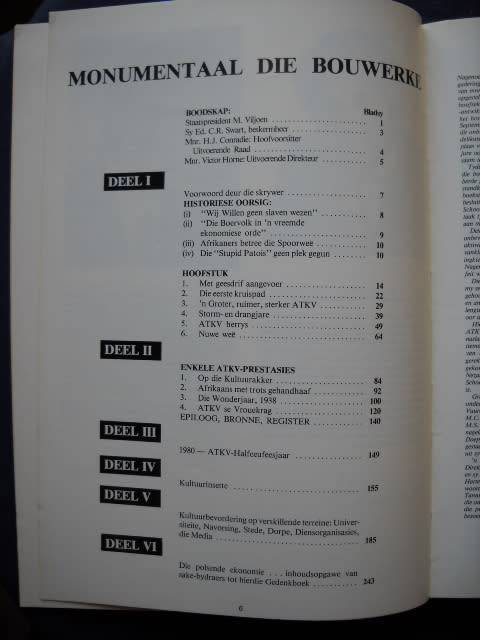 MONUMENTAAL DIE BOUWERKE
BOODSKAP: Bladsy
Staatspresident M. Viljoen 1
Sy Ed. C.R. Swart, beskermheer 3
Mnr. H.J. Conradie: Hoofvoorsitter
Uitvoerende Raad 4
Mnr. Victor Horne: Uitvoerende Direkteur 5
DEEL I
Voorwoord deur die skrywer 7
HISTORIESE OORSIG:
(i) "Wij Willen geen slaven wezen" 8
(ii) "Die Boervolk in 'n vreemde
ekonomiese orde" 9
(iii) Afrikaners betree die Spoorweë 10
(iv) Die "Stupid Patois" geen plek gegun 10
HOOFSTUK
1. Met geesdrif aangevoer 14
2. Die eerste kruispad 22
3. 'n Groter, ruimer, sterker ATKV 29
4. Storm- en drangjare 39
5. ATKV herrys 49
6. Nuwe weë 64
DEEL II
ENKELE ATKV-PRESTASIES
1. Op die Kultuurakker 84
2. Afrikaans met trots gehandhaaf 92
3. Die Wonderjaar, 1938 100
4. ATKV se Vrouekrag 120
EPILOOG, BRONNE, REGISTER 140
DEEL III
1980 — ATKV-Halfeeufeesjaar 149
DEEL IV
Kultuurinsette 155
DEEL V
Kultuurbevordering op verskillende terreine: Univer-
siteite, Navorsing, Stede, Dorpe, Diensorganisasies,
die Media 185
DEEL VI
Die polsende ekonomie . . . inhoudsopgawe van
sake-bydraers tot hierdie Gedenkboek 243
6